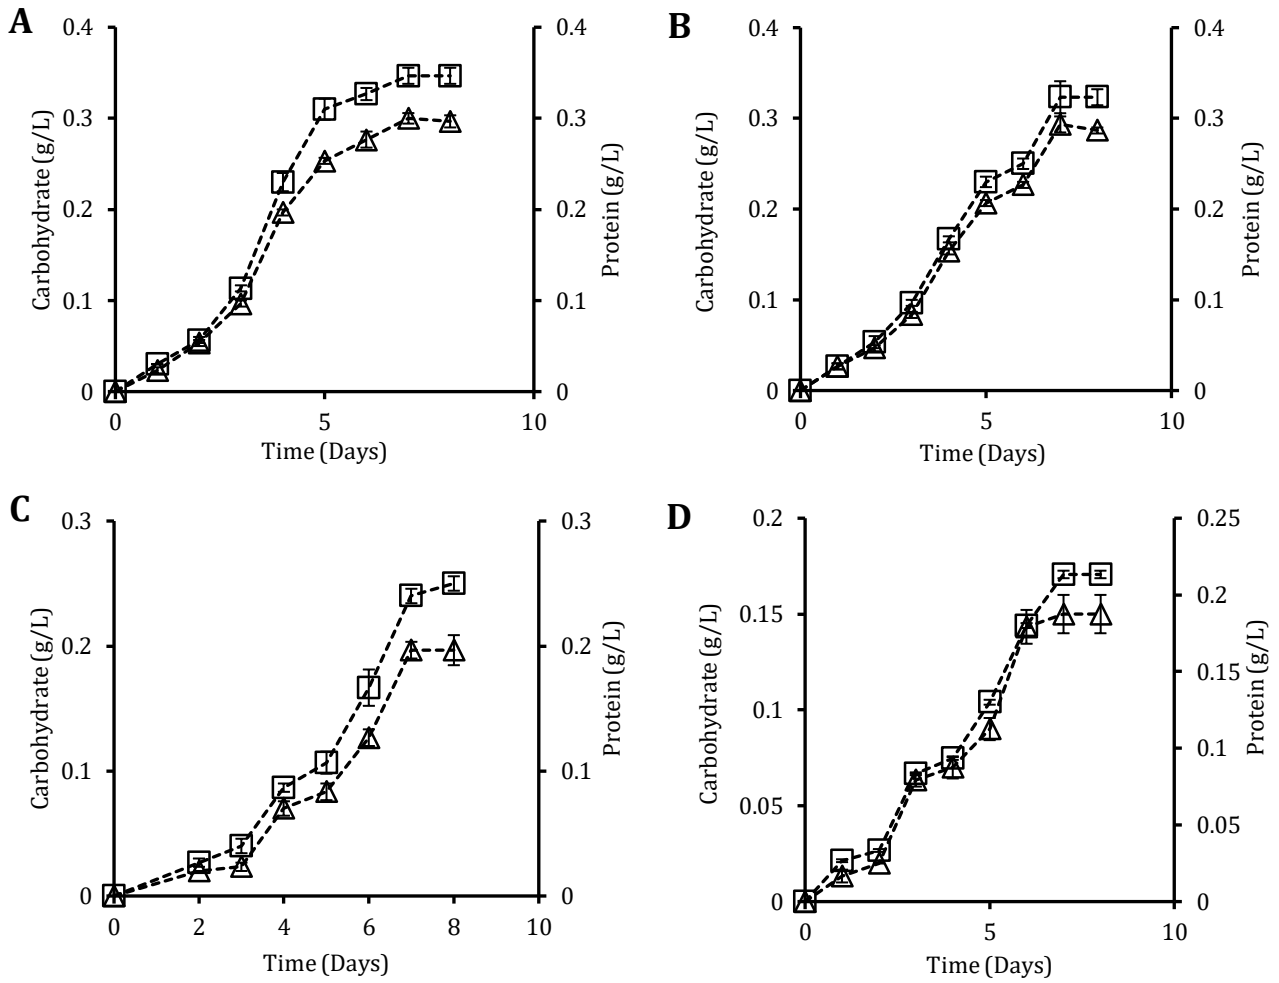 A
0.4
0.3
0.2
0.1
0
Carbohydrate (g/L)
0.4
0.3
0.2
0.1
0
Protein (g/L)
0 5 10
Time (Days)
B
0.4
0.3
0.2
0.1
0
Carbohydrate (g/L)
0.4
0.3
0.2
0.1
0
Protein (g/L)
0 5 10
Time (Days)
C
0.3
0.2
0.1
0
Carbohydrate (g/L)
0.3
0.2
0.1
0
Protein (g/L)
0 2 4 6 8 10
Time (Days)
D
0.2
0.15
0.1
0.05
0
Carbohydrate (g/L)
0.25
0.2
0.15
0.1
0.05
0
Protein (g/L)
0 5 10
Time (Days)